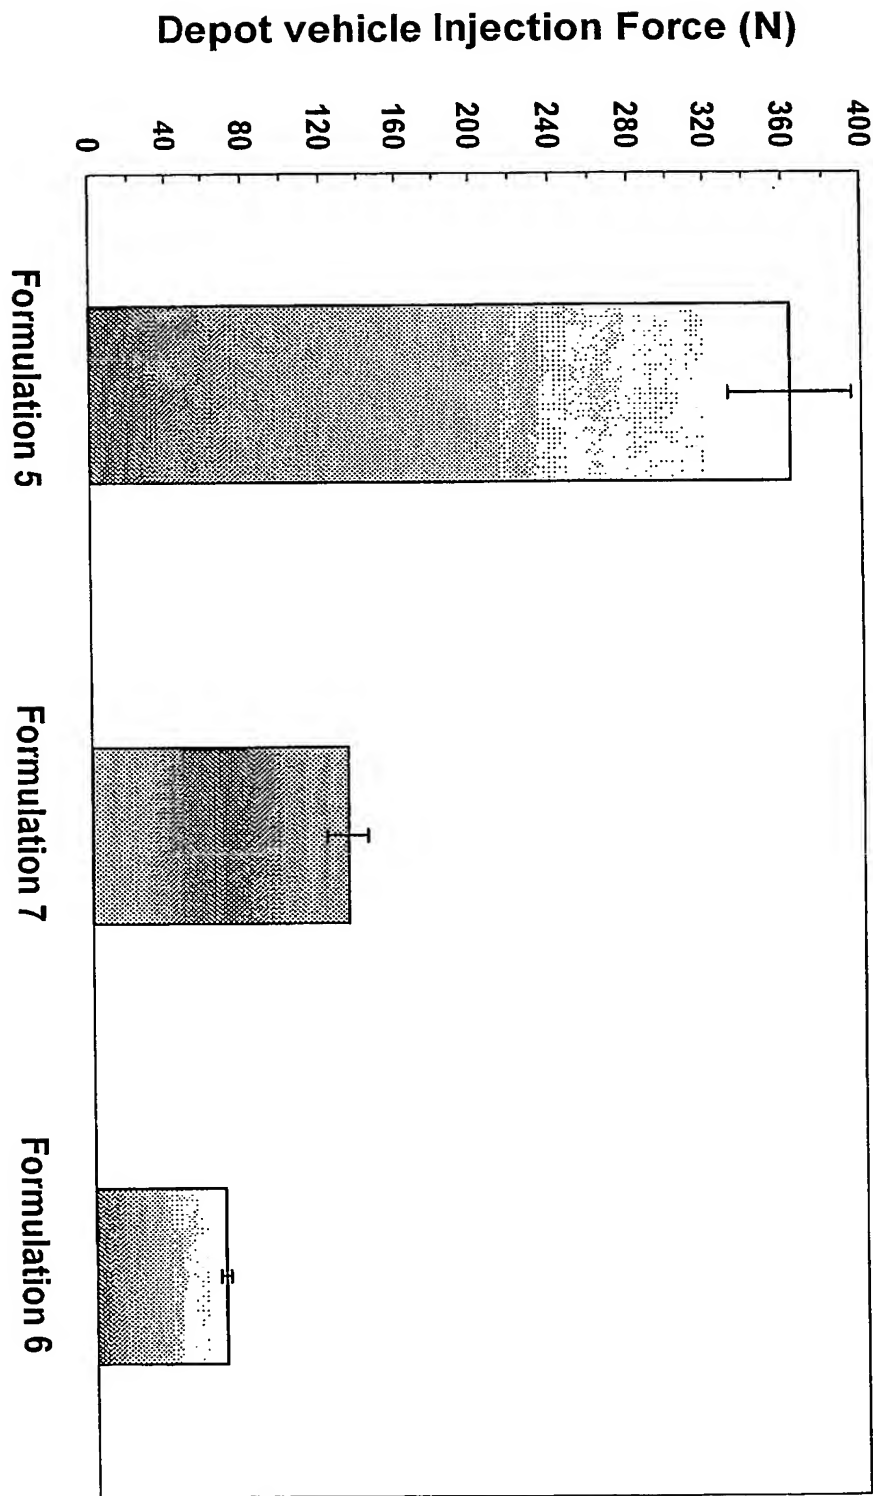 Depot vehicle Injection Force (N)
400
360
320
280
240
200
160
120
80
40
0
Formulation 5
Formulation 7
Formulation 6